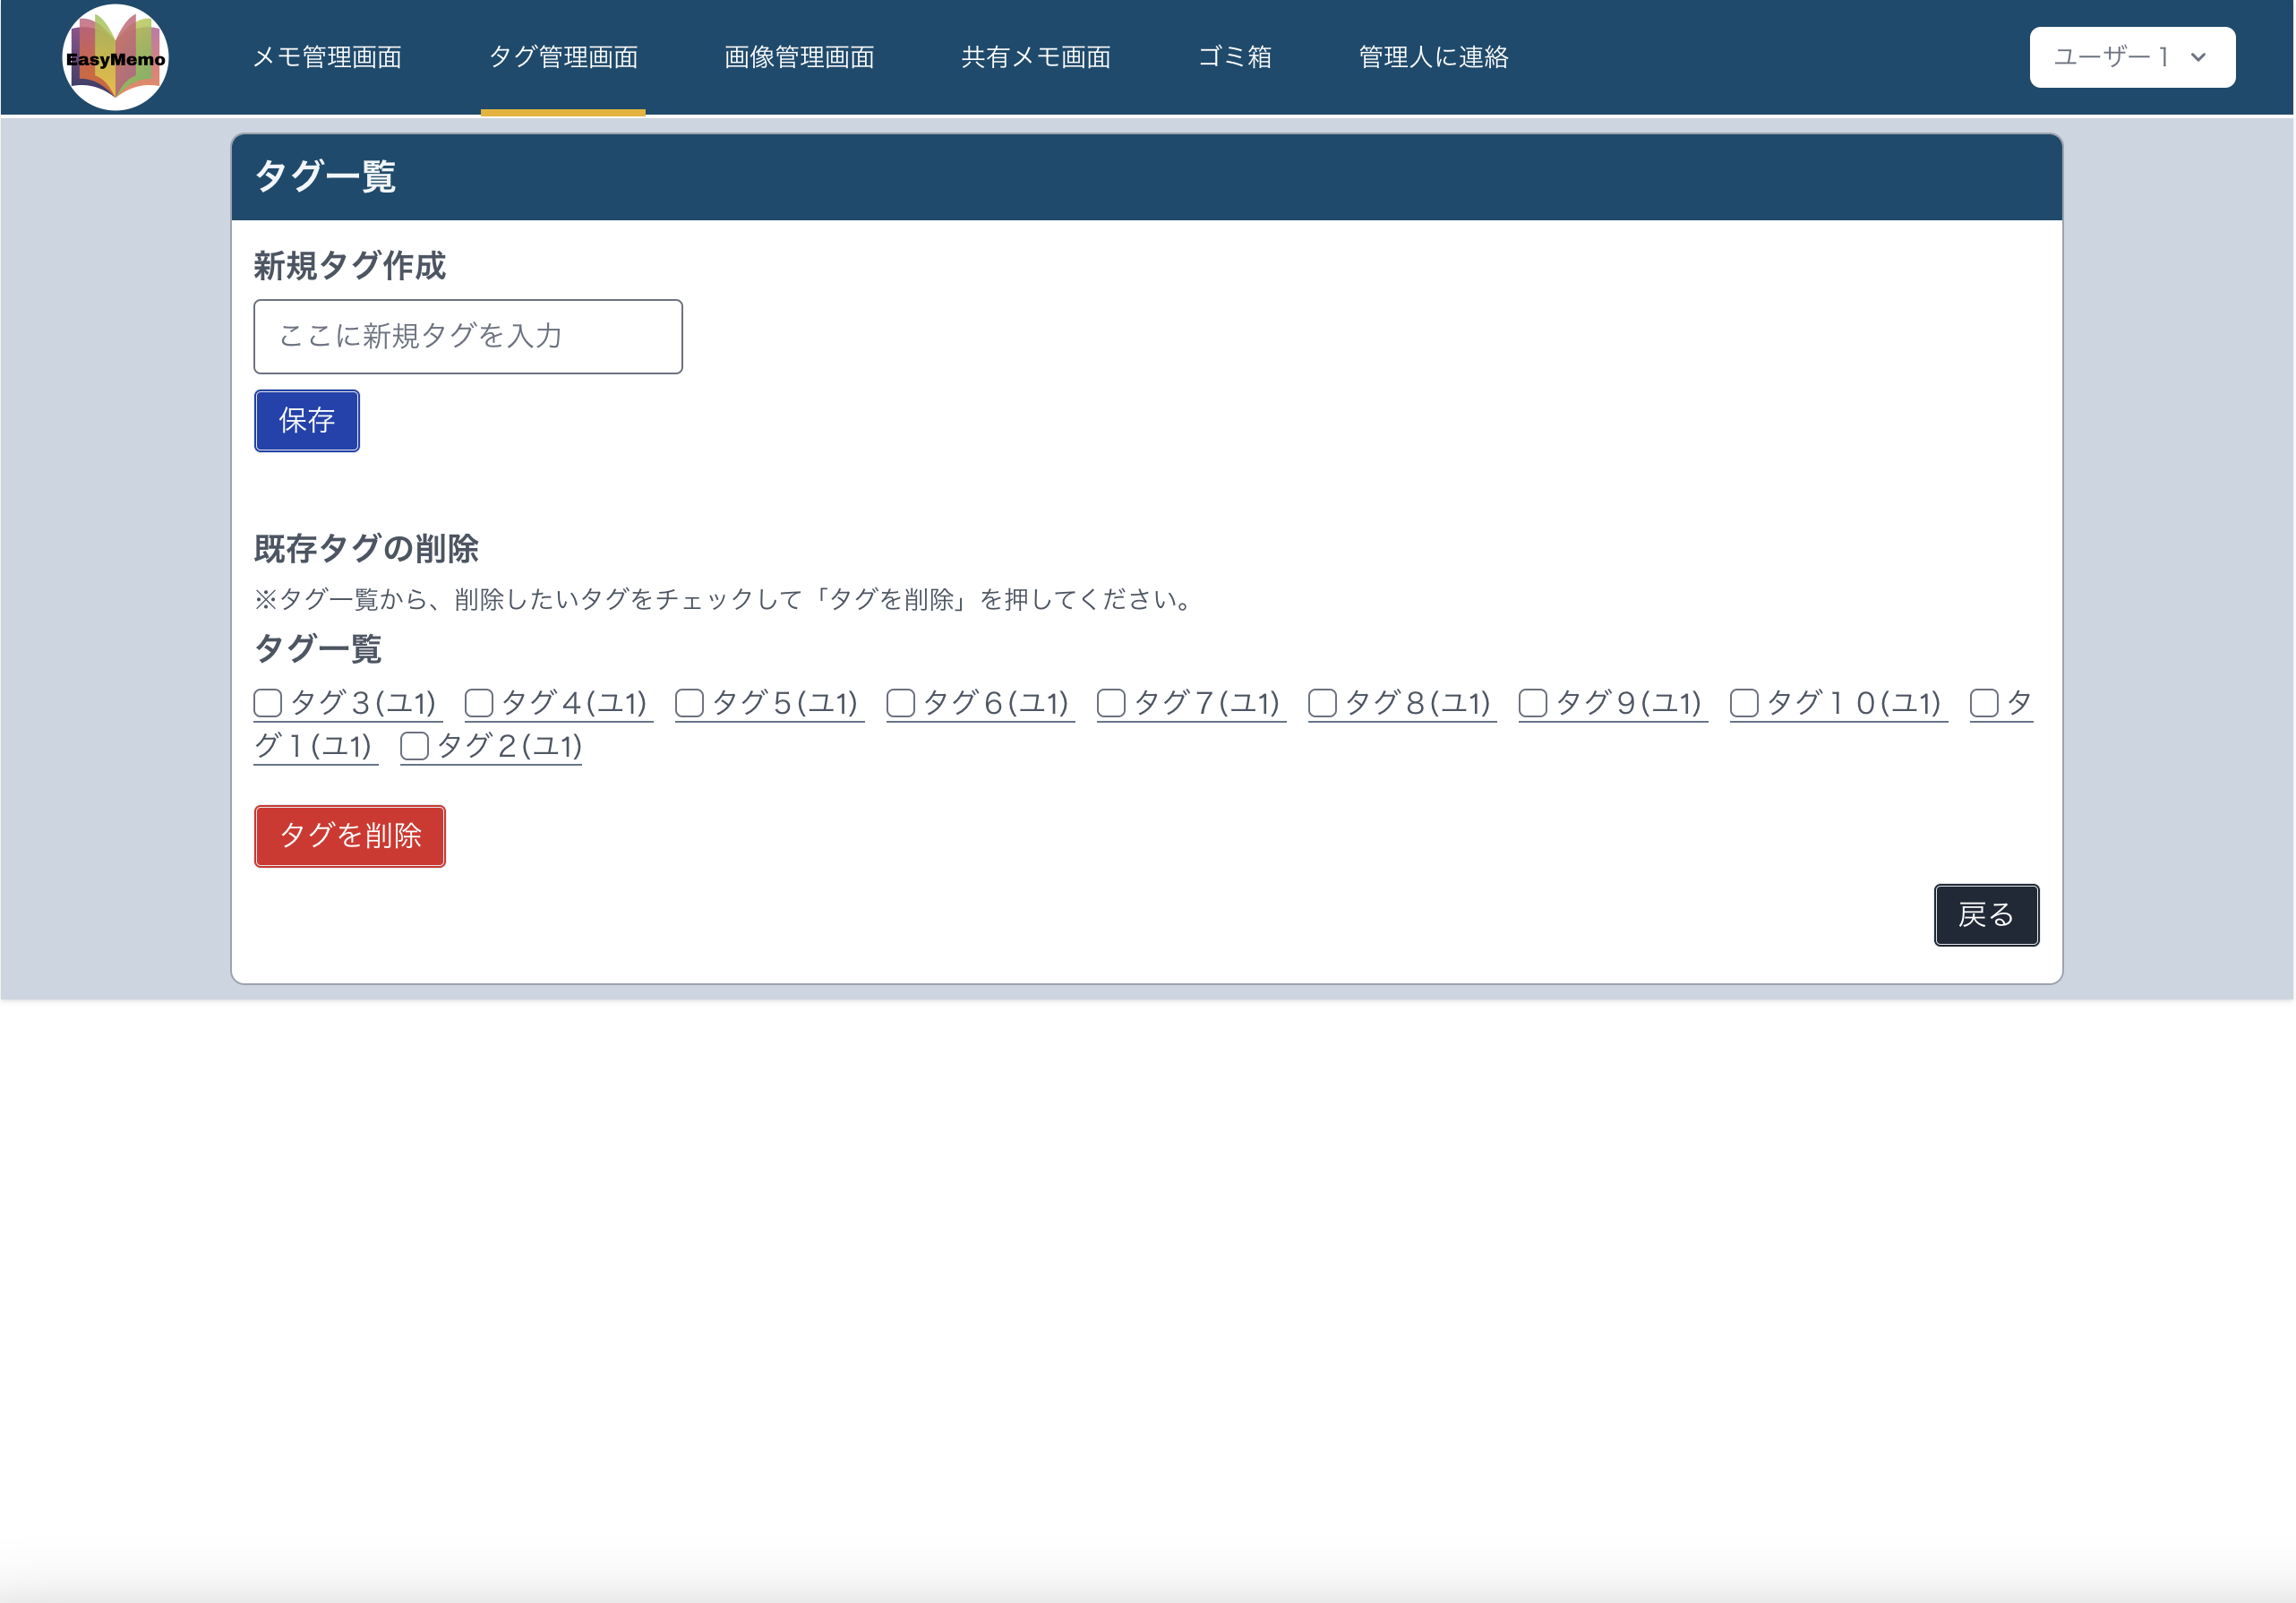 EasyMemo
メモ管理画面 タグ管理画面 画像管理画面 共有メモ画面 ゴミ箱 管理人に連絡 ユーザー１
タグ一覧
新規タグ作成
ここに新規タグを入力
保存
既存タグの削除
※タグ一覧から、削除したいタグをチェックして「タグを削除」を押してください。
タグ一覧
タグ３(ユ1) タグ４(ユ1) タグ５(ユ1) タグ６(ユ1) タグ７(ユ1) タグ８(ユ1) タグ９(ユ1) タグ１０(ユ1) タ
グ１(ユ1) タグ２(ユ1)
タグを削除
戻る